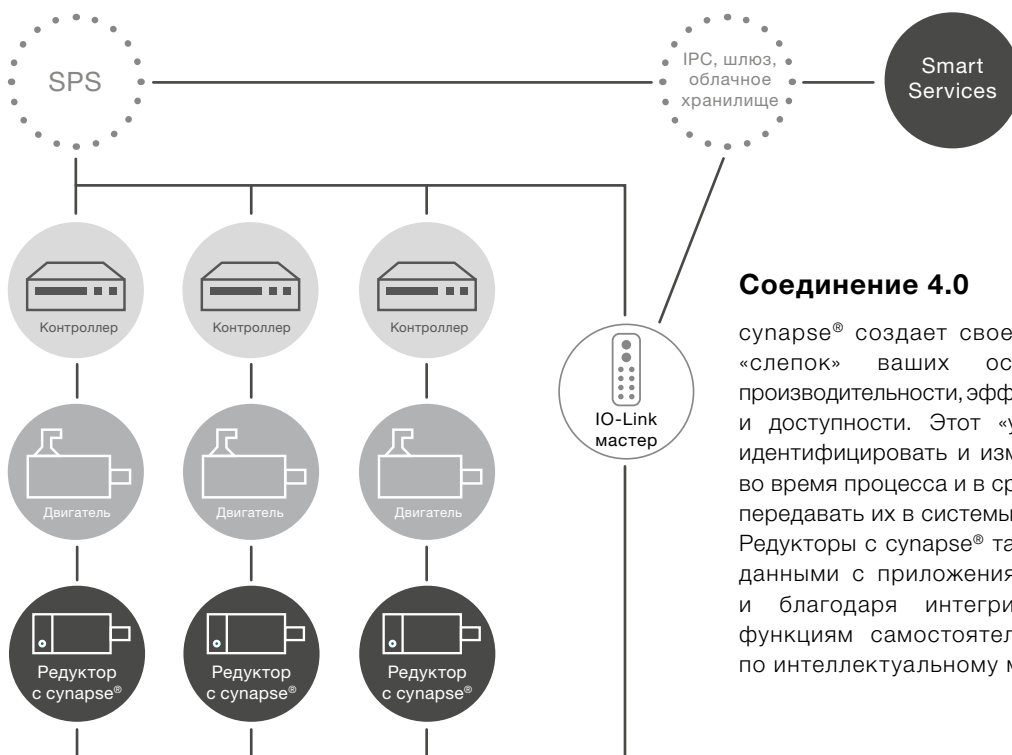 SPS
IPC, шлюз,
облачное
хранилище
Smart
Services
Контроллер
Контроллер
Контроллер
IO-Link
мастер
Двигатель
Двигатель
Двигатель
Редуктор
с cynapse®
Редуктор
с cynapse®
Редуктор
с cynapse®
Соединение 4.0
cynapse® создает свое
«слепок» ваших ос
производительности, эфф
и доступности. Этот «у
идентифицировать и изм
во время процесса и в ср
передавать их в системы
Редукторы с cynapse® та
данными с приложения
и благодаря интегри
функциям самостоятел
по интеллектуальному м